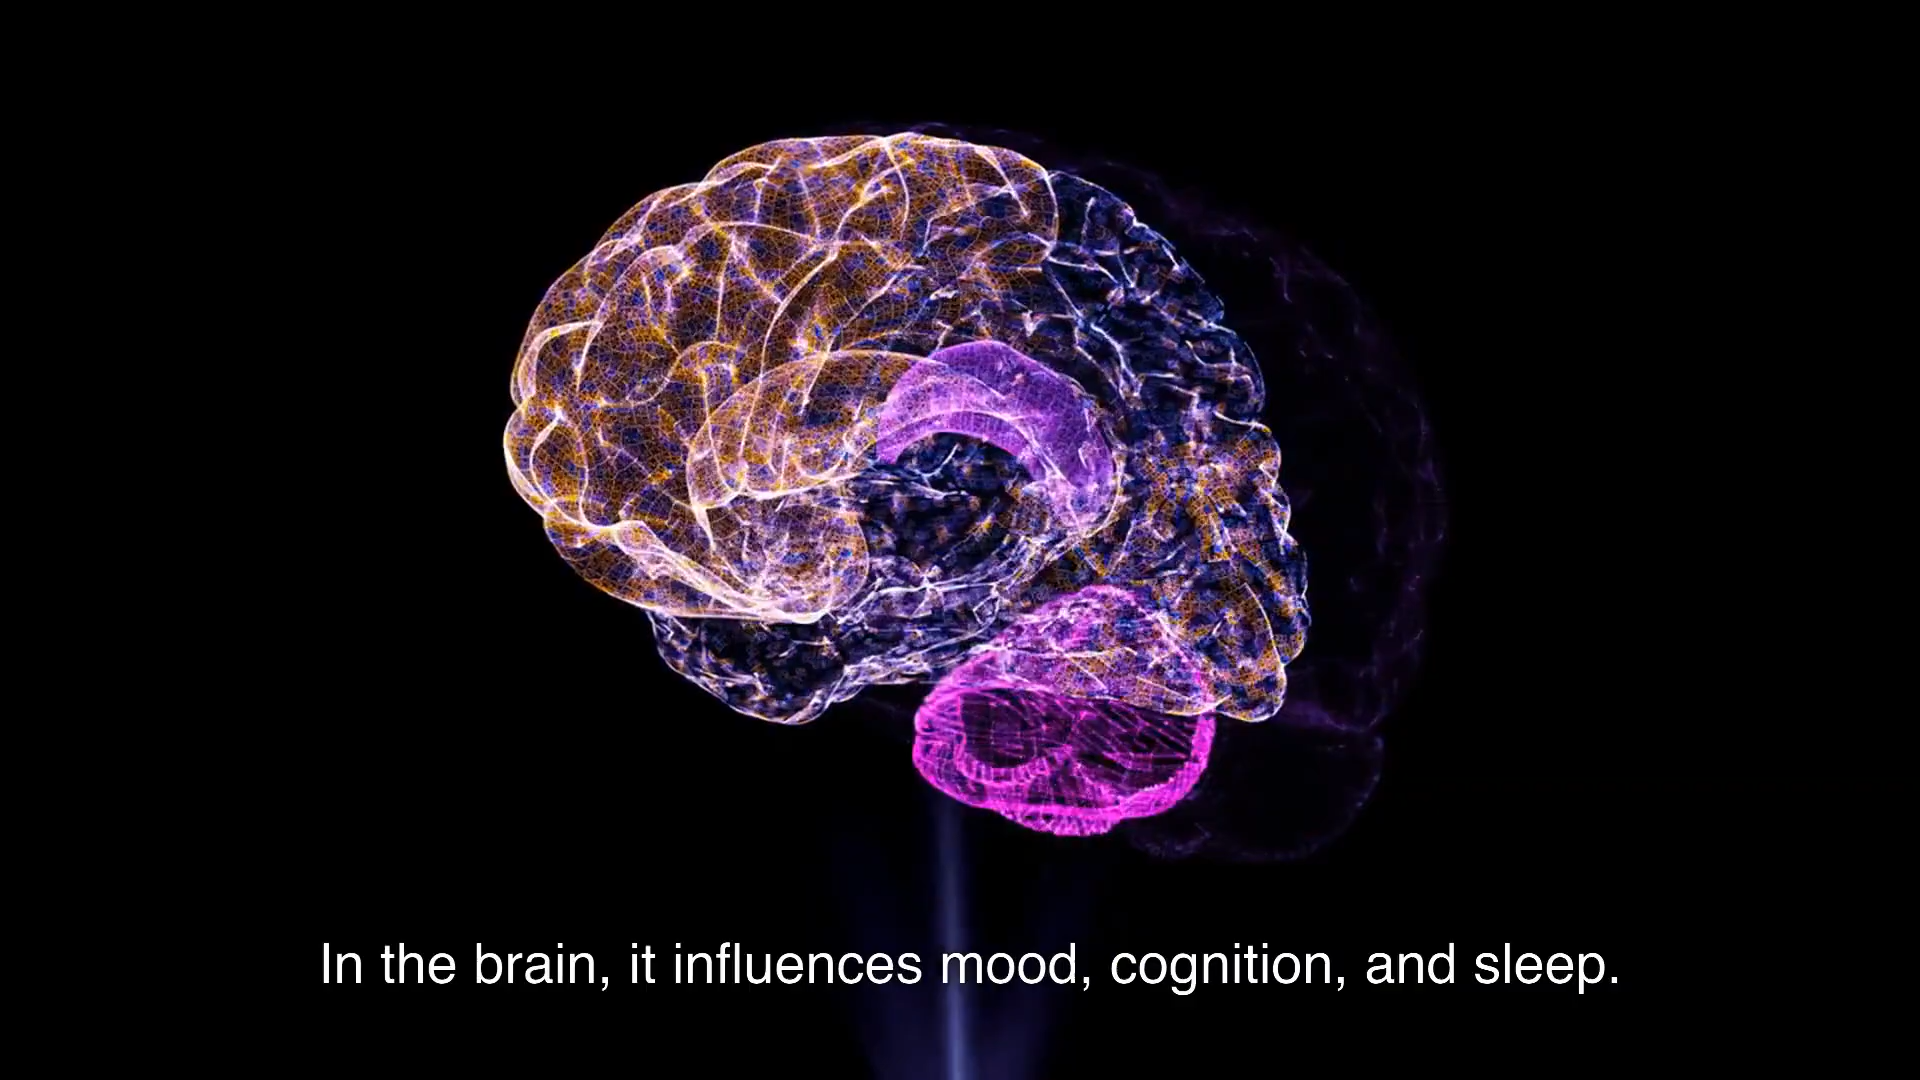 In the brain, it influences mood, cognition, and sleep.